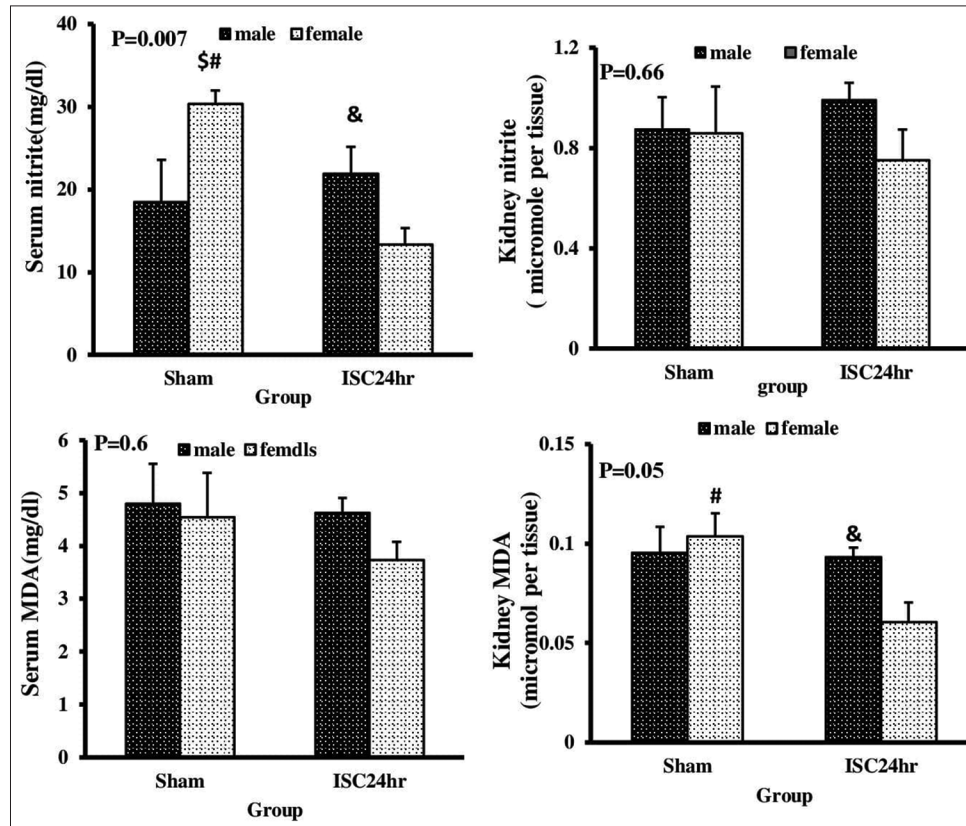 40
P=0.007
male female
$#
&
30
20
10
0
Serum nitrite(mg/dl)
Sham ISC24hr
Group
1.2
male female
P=0.66
0.8
0.4
0
Kidney nitrite
( micromole per tissue)
Sham ISC24hr
group
6
P=0.6
male femdls
5
4
3
2
1
0
Serum MDA(mg/dl)
Sham ISC24hr
Group
0.15
male female
P=0.05
#
&
0.1
0.05
0
Kidney MDA
(micromol per tissue)
Sham ISC24hr
Group